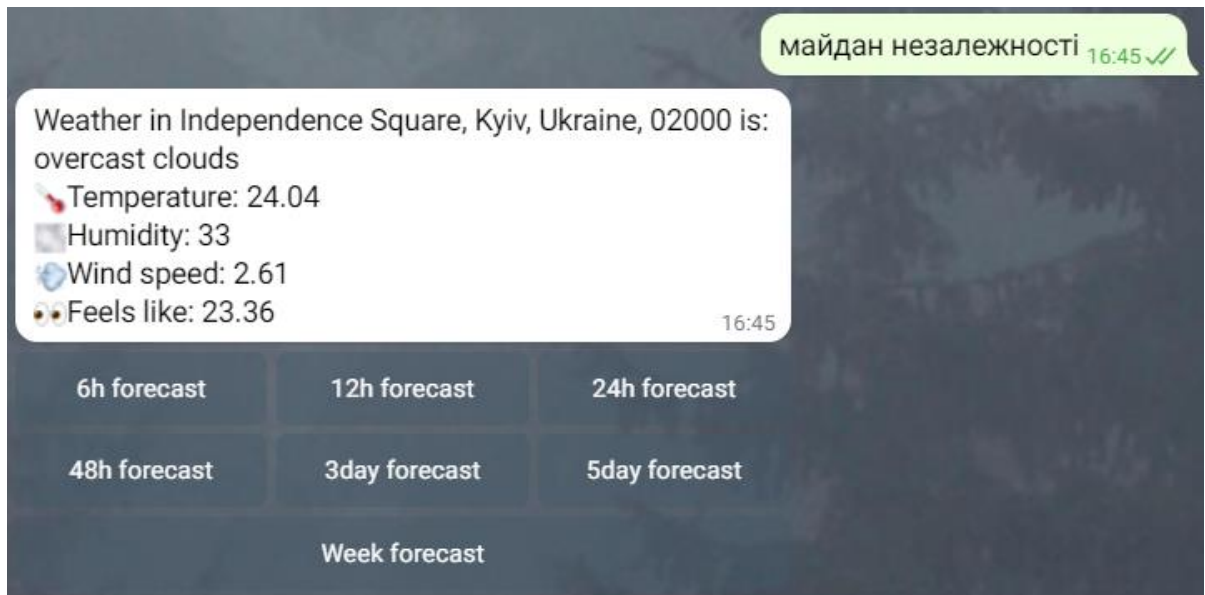 майдан незалежності 16:45
Weather in Independence Square, Kyiv, Ukraine, 02000 is:
overcast clouds
🌡️Temperature: 24.04
🌫️Humidity: 33
💨Wind speed: 2.61
👀Feels like: 23.36
16:45
6h forecast 12h forecast 24h forecast
48h forecast 3day forecast 5day forecast
Week forecast